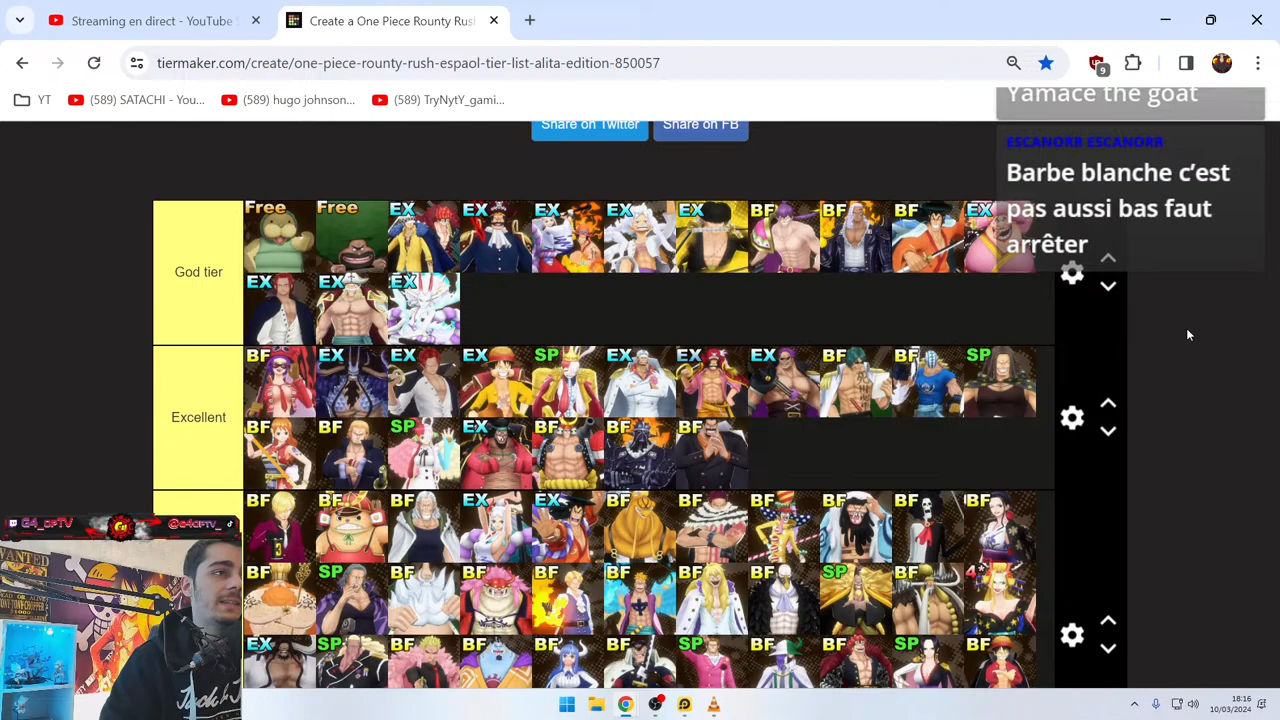 Streaming en direct - YouTube
Create a One Piece Rounty Rus
tiermaker.com/create/one-piece-rounty-rush-espaol-tier-list-alita-edition-850057
9
YT
(589) SATACHI - You...
(589) hugo johnson...
(589) TryNytY_gami...
Share on Twitter
Share on FB
Yamace the goat
ESCANORR ESCANORR
Barbe blanche c’est
pas aussi bas faut
arrêter
God tier
Free Free EX EX EX EX EX BF BF BF EX
EX EX EX
Excellent
BF EX EX EX SP EX EX EX BF BF SP
BF BF SP EX BF BF BF
BF BF BF EX EX BF BF BF BF BF BF
BF SP BF BF BF BF BF BF SP BF 4*
EX SP BF BF BF BF SP BF BF SP BF
G4_OPTV
@G4OPTV_
WANTED
18:16
10/03/2024